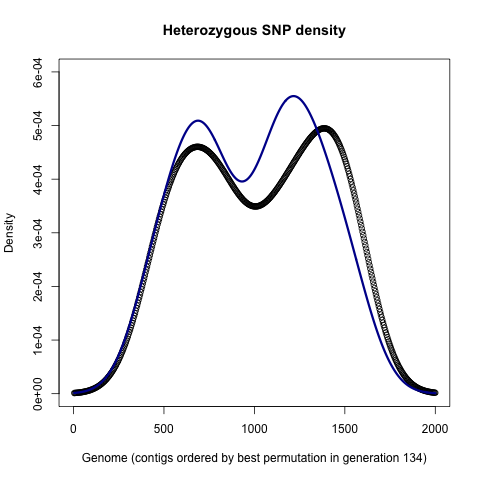 Heterozygous SNP density
6e-04
5e-04
4e-04
3e-04
2e-04
1e-04
0e+00
Density
0 500 1000 1500 2000
Genome (contigs ordered by best permutation in generation 134)